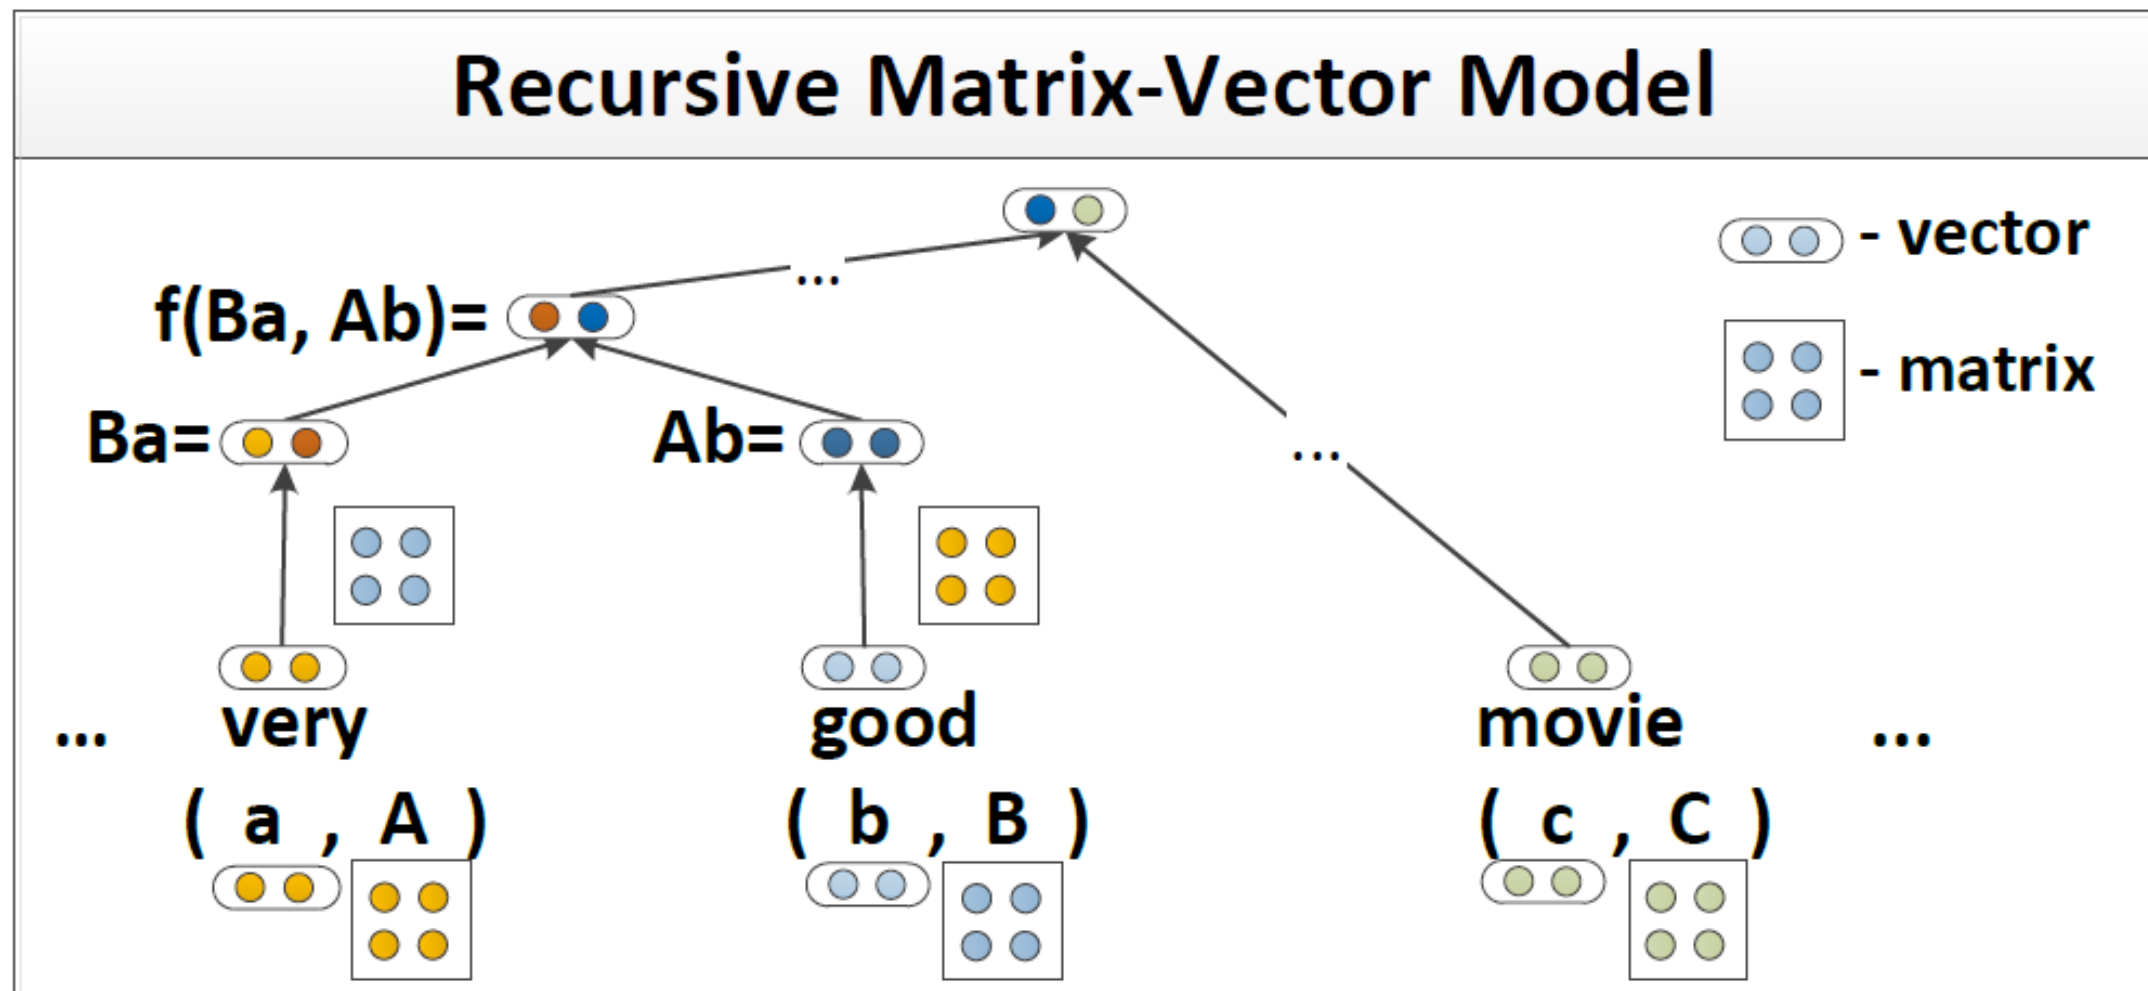 Recursive Matrix-Vector Model
- vector
...
f(Ba, Ab)=
- matrix
Ba=
Ab=
...
... very good movie ...
( a , A ) ( b , B ) ( c , C )